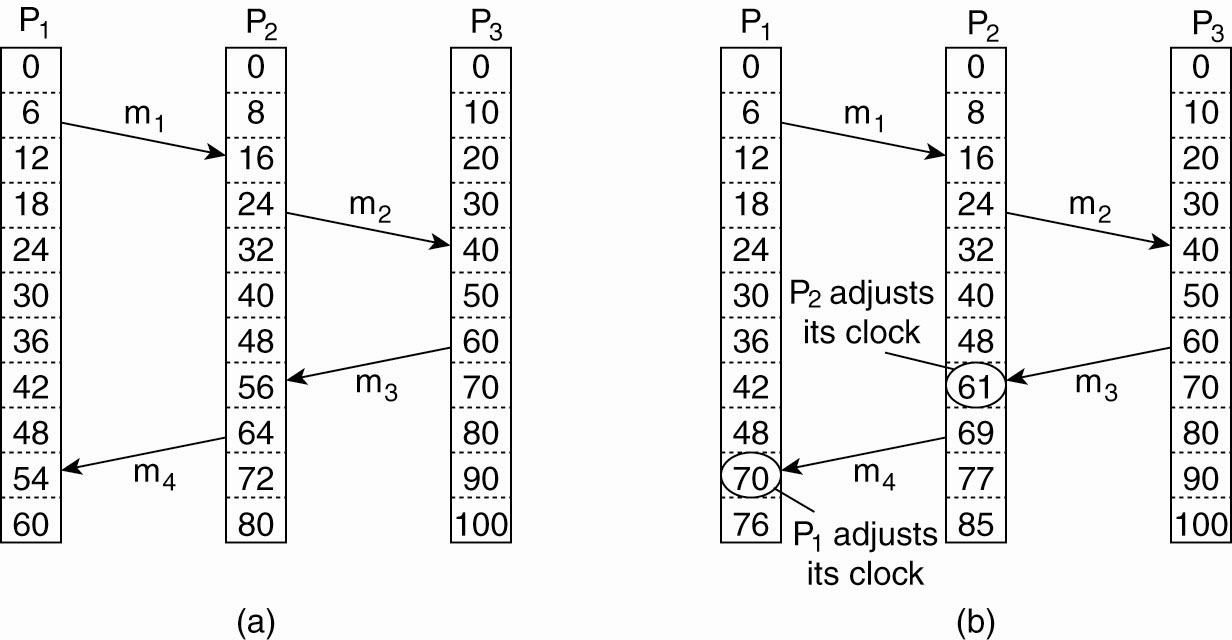 P1 P2 P3 P1 P2 P3
0 0 0 0 0 0
6 m1 8 10 6 m1 8 10
12 16 20 12 16 20
18 24 m2 30 18 24 m2 30
24 32 40 24 32 40
30 40 50 30 P2 adjusts 40 50
36 48 60 36 its clock 48 60
42 56 m3 70 42 61 m3 70
48 64 80 48 69 80
54 m4 72 90 70 m4 77 90
60 80 100 76 P1 adjusts 85 100
its clock
(a) (b)